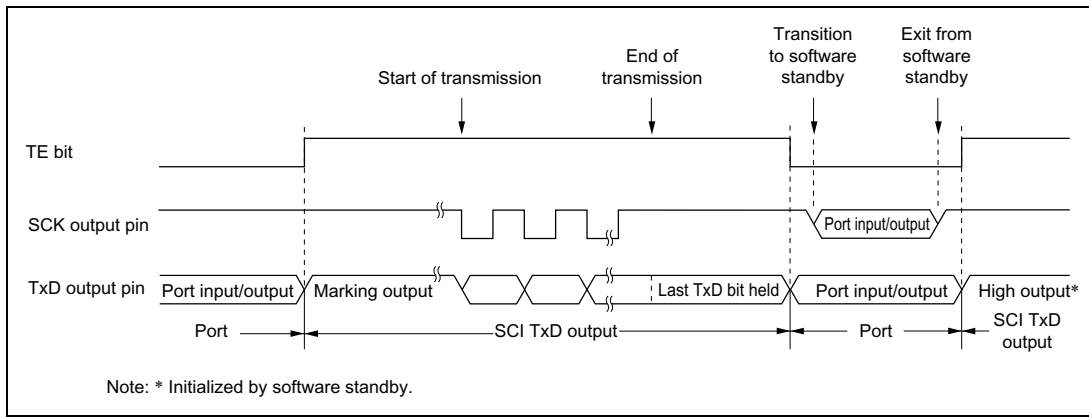 Start of transmission
End of
transmission
Transition
to software
standby
Exit from
software
standby
TE bit
SCK output pin
Port input/output
TxD output pin
Port input/output
Marking output
Last TxD bit held
Port input/output
High output*
Port
SCI TxD output
Port
SCI TxD
output
Note: * Initialized by software standby.